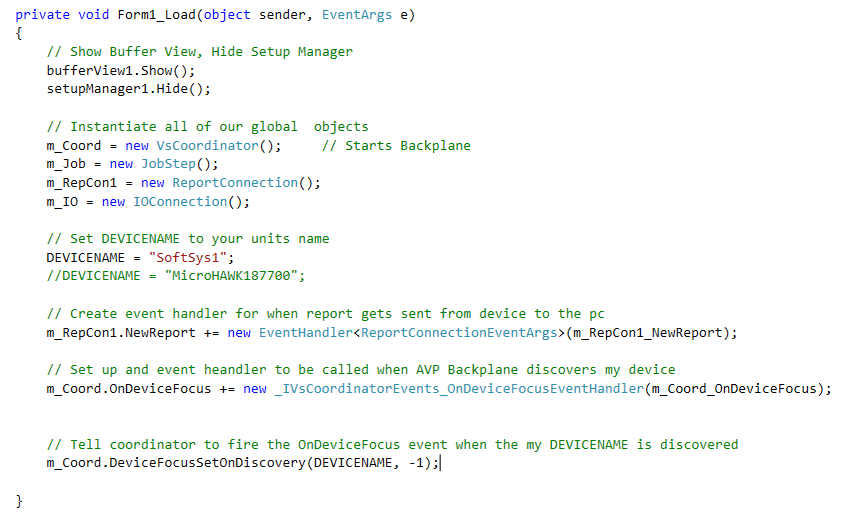 private void Form1_Load(object sender, EventArgs e)
{
    // Show Buffer View, Hide Setup Manager
    bufferView1.Show();
    setupManager1.Hide();

    // Instantiate all of our global  objects
    m_Coord = new VsCoordinator();     // Starts Backplane
    m_Job = new JobStep();
    m_RepCon1 = new ReportConnection();
    m_IO = new IOConnection();

    // Set DEVICENAME to your units name
    DEVICENAME = "SoftSys1";
    //DEVICENAME = "MicroHAWK187700";

    // Create event handler for when report gets sent from device to the pc
    m_RepCon1.NewReport += new EventHandler<ReportConnectionEventArgs>(m_RepCon1_NewReport);

    // Set up and event heandler to be called when AVP Backplane discovers my device
    m_Coord.OnDeviceFocus += new _IVsCoordinatorEvents_OnDeviceFocusEventHandler(m_Coord_OnDeviceFocus);


    // Tell coordinator to fire the OnDeviceFocus event when the my DEVICENAME is discovered
    m_Coord.DeviceFocusSetOnDiscovery(DEVICENAME, -1);

}